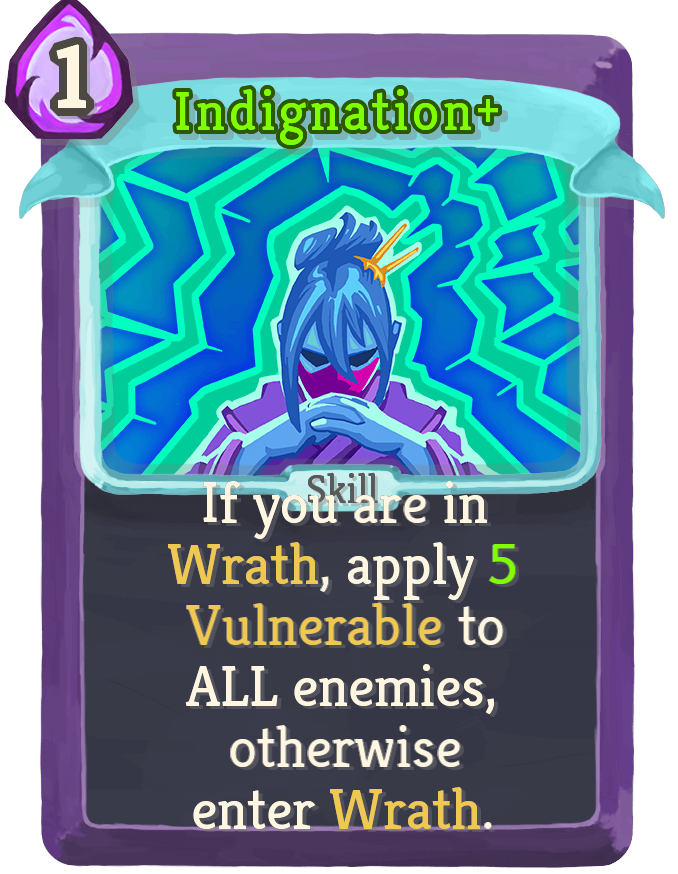 1
Indignation+
Skill
If you are in
Wrath, apply 5
Vulnerable to
ALL enemies,
otherwise
enter Wrath.